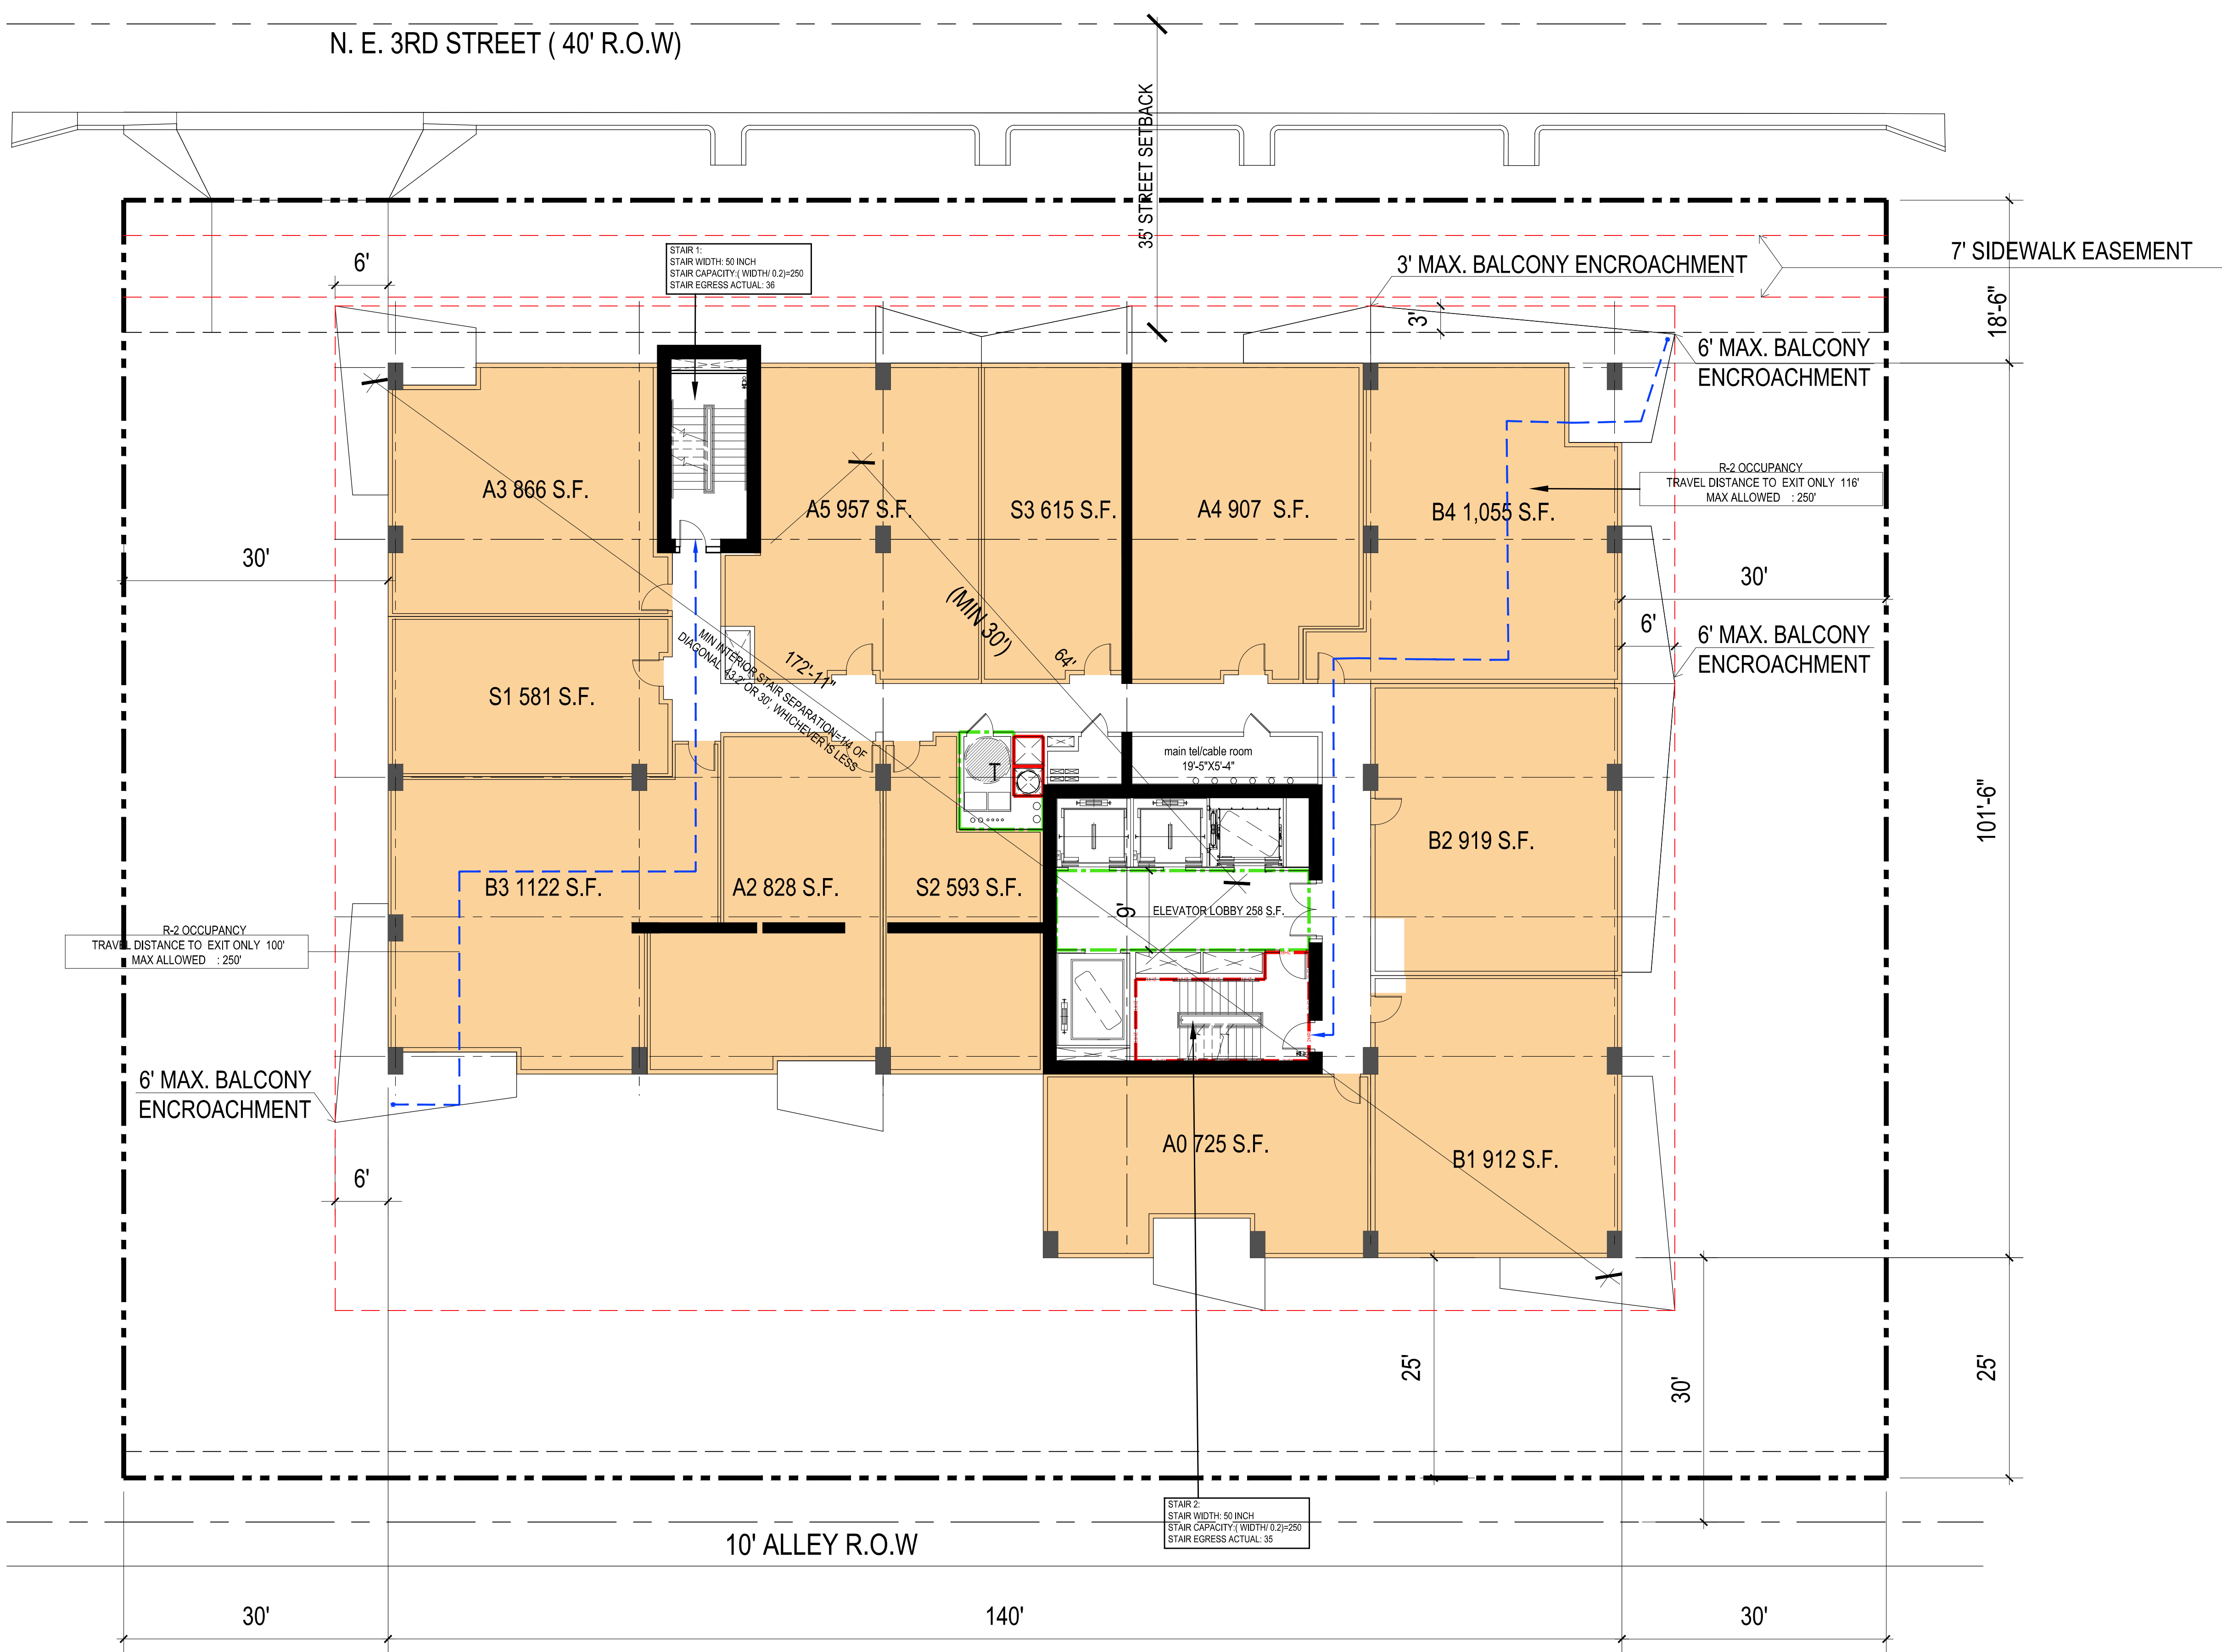 N. E. 3RD STREET ( 40' R.O.W)
35' STREET SETBACK
7' SIDEWALK EASEMENT
3' MAX. BALCONY ENCROACHMENT
6'
STAIR 1:
STAIR WIDTH: 50 INCH
STAIR CAPACITY:( WIDTH/ 0.2)=250
STAIR EGRESS ACTUAL: 36
3'
18'-6"
6' MAX. BALCONY
ENCROACHMENT
A3 866 S.F.
A5 957 S.F.
S3 615 S.F.
A4 907 S.F.
B4 1,055 S.F.
R-2 OCCUPANCY
TRAVEL DISTANCE TO EXIT ONLY 116'
MAX ALLOWED : 250'
30'
30'
(MIN 30')
64'
6'
6' MAX. BALCONY
ENCROACHMENT
172'-11"
MIN INTERIOR STAIR SEPARATION=1/4 OF
DIAGONAL 43.2' OR 30', WHICHEVER IS LESS
S1 581 S.F.
main tel/cable room
19'-5"X5'-4"
T
101'-6"
B2 919 S.F.
B3 1122 S.F.
A2 828 S.F.
S2 593 S.F.
9'
ELEVATOR LOBBY 258 S.F.
R-2 OCCUPANCY
TRAVEL DISTANCE TO EXIT ONLY 100'
MAX ALLOWED : 250'
6' MAX. BALCONY
ENCROACHMENT
A0 725 S.F.
B1 912 S.F.
6'
25'
30'
25'
STAIR 2:
STAIR WIDTH: 50 INCH
STAIR CAPACITY:( WIDTH/ 0.2)=250
STAIR EGRESS ACTUAL: 35
10' ALLEY R.O.W
30'
140'
30'